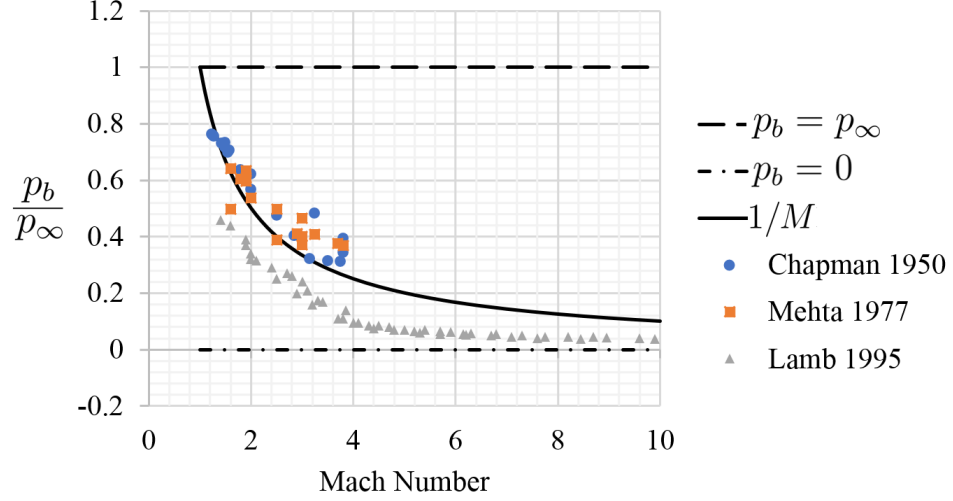 1.2
1
0.8
0.6
0.4
0.2
0
-0.2
p_b
p_∞
0 2 4 6 8 10
Mach Number
p_b = p_∞
p_b = 0
1/M
Chapman 1950
Mehta 1977
Lamb 1995